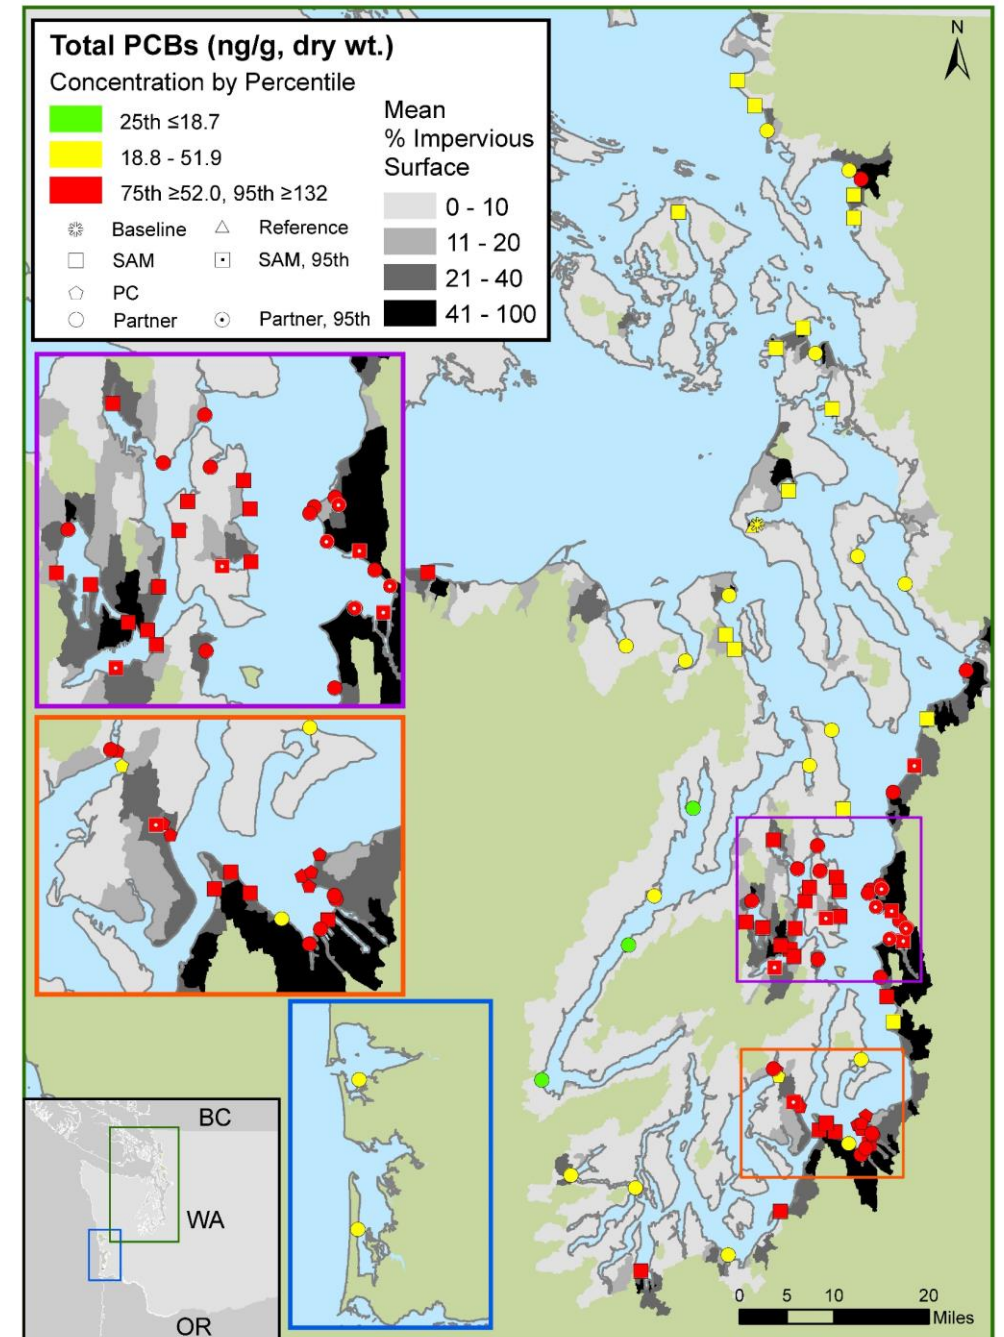 Total PCBs (ng/g, dry wt.)
Concentration by Percentile
25th ≤18.7
18.8 - 51.9
75th ≥52.0, 95th ≥132
Baseline
Reference
SAM
SAM, 95th
PC
Partner
Partner, 95th
Mean
% Impervious
Surface
0 - 10
11 - 20
21 - 40
41 - 100
N
BC
WA
OR
0 5 10 20
Miles